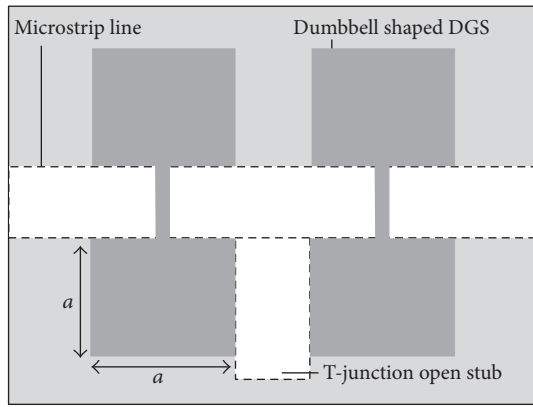 Microstrip line
Dumbbell shaped DGS
a
a
T-junction open stub